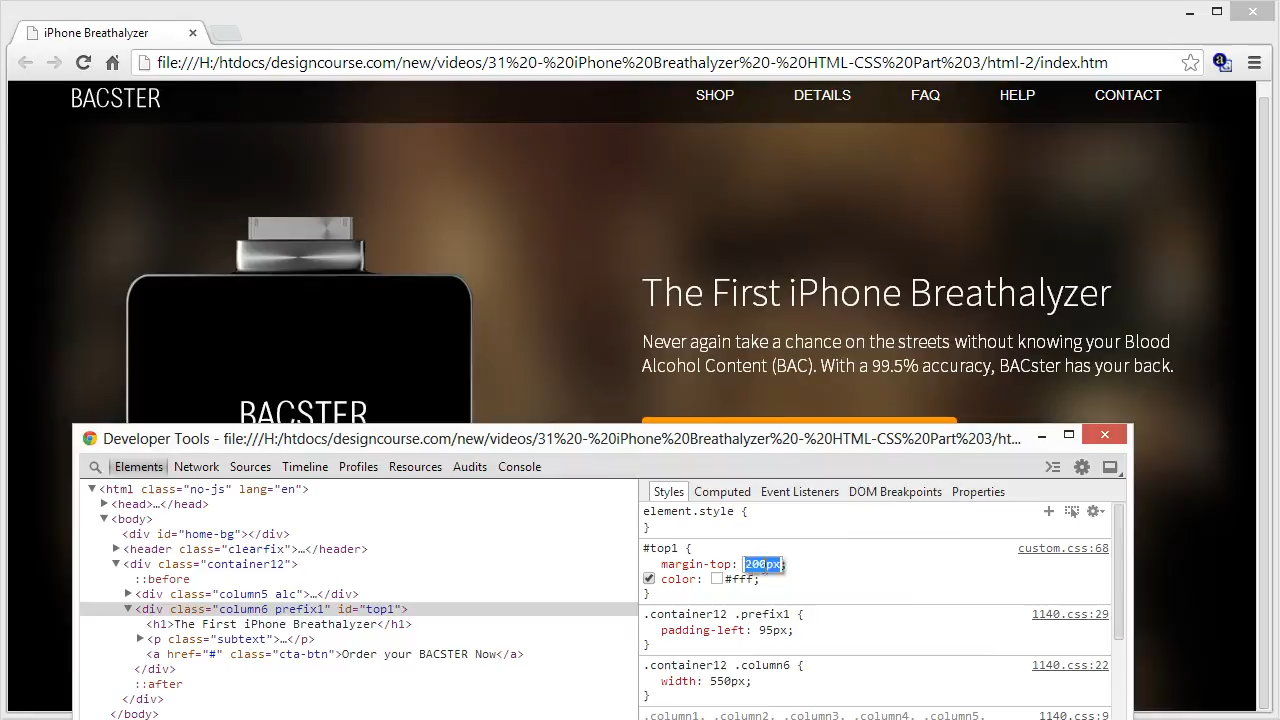 iPhone Breathalyzer
file:///H:/htdocs/designcourse.com/new/videos/31%20-%20iPhone%20Breathalyzer%20-%20HTML-CSS%20Part%203/html-2/index.htm
BACSTER SHOP DETAILS FAQ HELP CONTACT
The First iPhone Breathalyzer
Never again take a chance on the streets without knowing your Blood
Alcohol Content (BAC). With a 99.5% accuracy, BACster has your back.
BACSTER
Developer Tools - file:///H:/htdocs/designcourse.com/new/videos/31%20-%20iPhone%20Breathalyzer%20-%20HTML-CSS%20Part%203/ht...
Elements Network Sources Timeline Profiles Resources Audits Console
<html class="no-js" lang="en">
<head>…</head>
<body>
<div id="home-bg"></div>
<header class="clearfix">…</header>
<div class="container12">
::before
<div class="column5 alc">…</div>
<div class="column6 prefix1" id="top1">
<h1>The First iPhone Breathalyzer</h1>
<p class="subtext">…</p>
<a href="#" class="cta-btn">Order your BACSTER Now</a>
</div>
::after
</div>
</body>
Styles Computed Event Listeners DOM Breakpoints Properties
element.style {
}
#top1 { custom.css:68
margin-top: 200px;
color: #fff;
}
.container12 .prefix1 { 1140.css:29
padding-left: 95px;
}
.container12 .column6 { 1140.css:22
width: 550px;
}
.column1, .column2, .column3, .column4, .column5, 1140.css:9